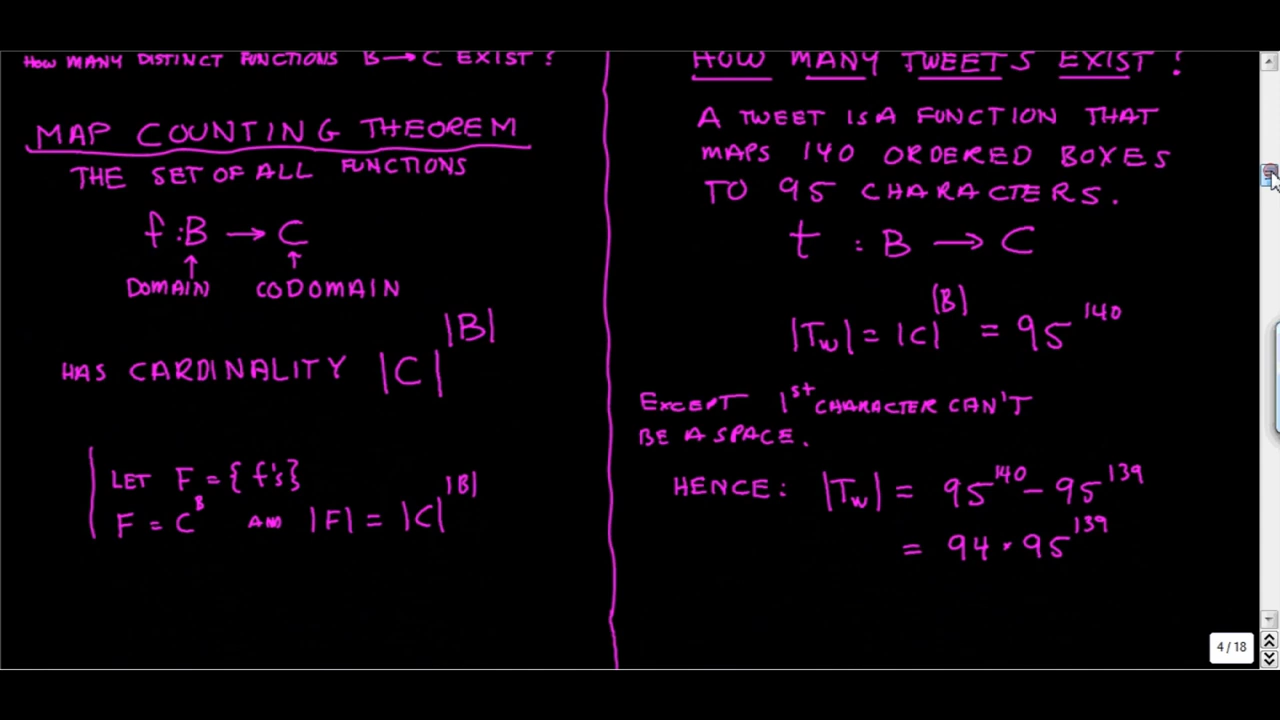 HOW MANY DISTINCT FUNCTIONS B → C EXIST?
MAP COUNTING THEOREM
THE SET OF ALL FUNCTIONS
f : B → C
↑ ↑
DOMAIN CODOMAIN
HAS CARDINALITY |C|^|B|
LET F = {f's}
F = C^B AND |F| = |C|^|B|
HOW MANY TWEETS EXIST?
A TWEET IS A FUNCTION THAT
MAPS 140 ORDERED BOXES
TO 95 CHARACTERS.
t : B → C
|Tw| = |C|^|B| = 95^140
EXCEPT 1st CHARACTER CAN'T
BE A SPACE.
HENCE: |Tw| = 95^140 - 95^139
= 94 · 95^139
4 / 18